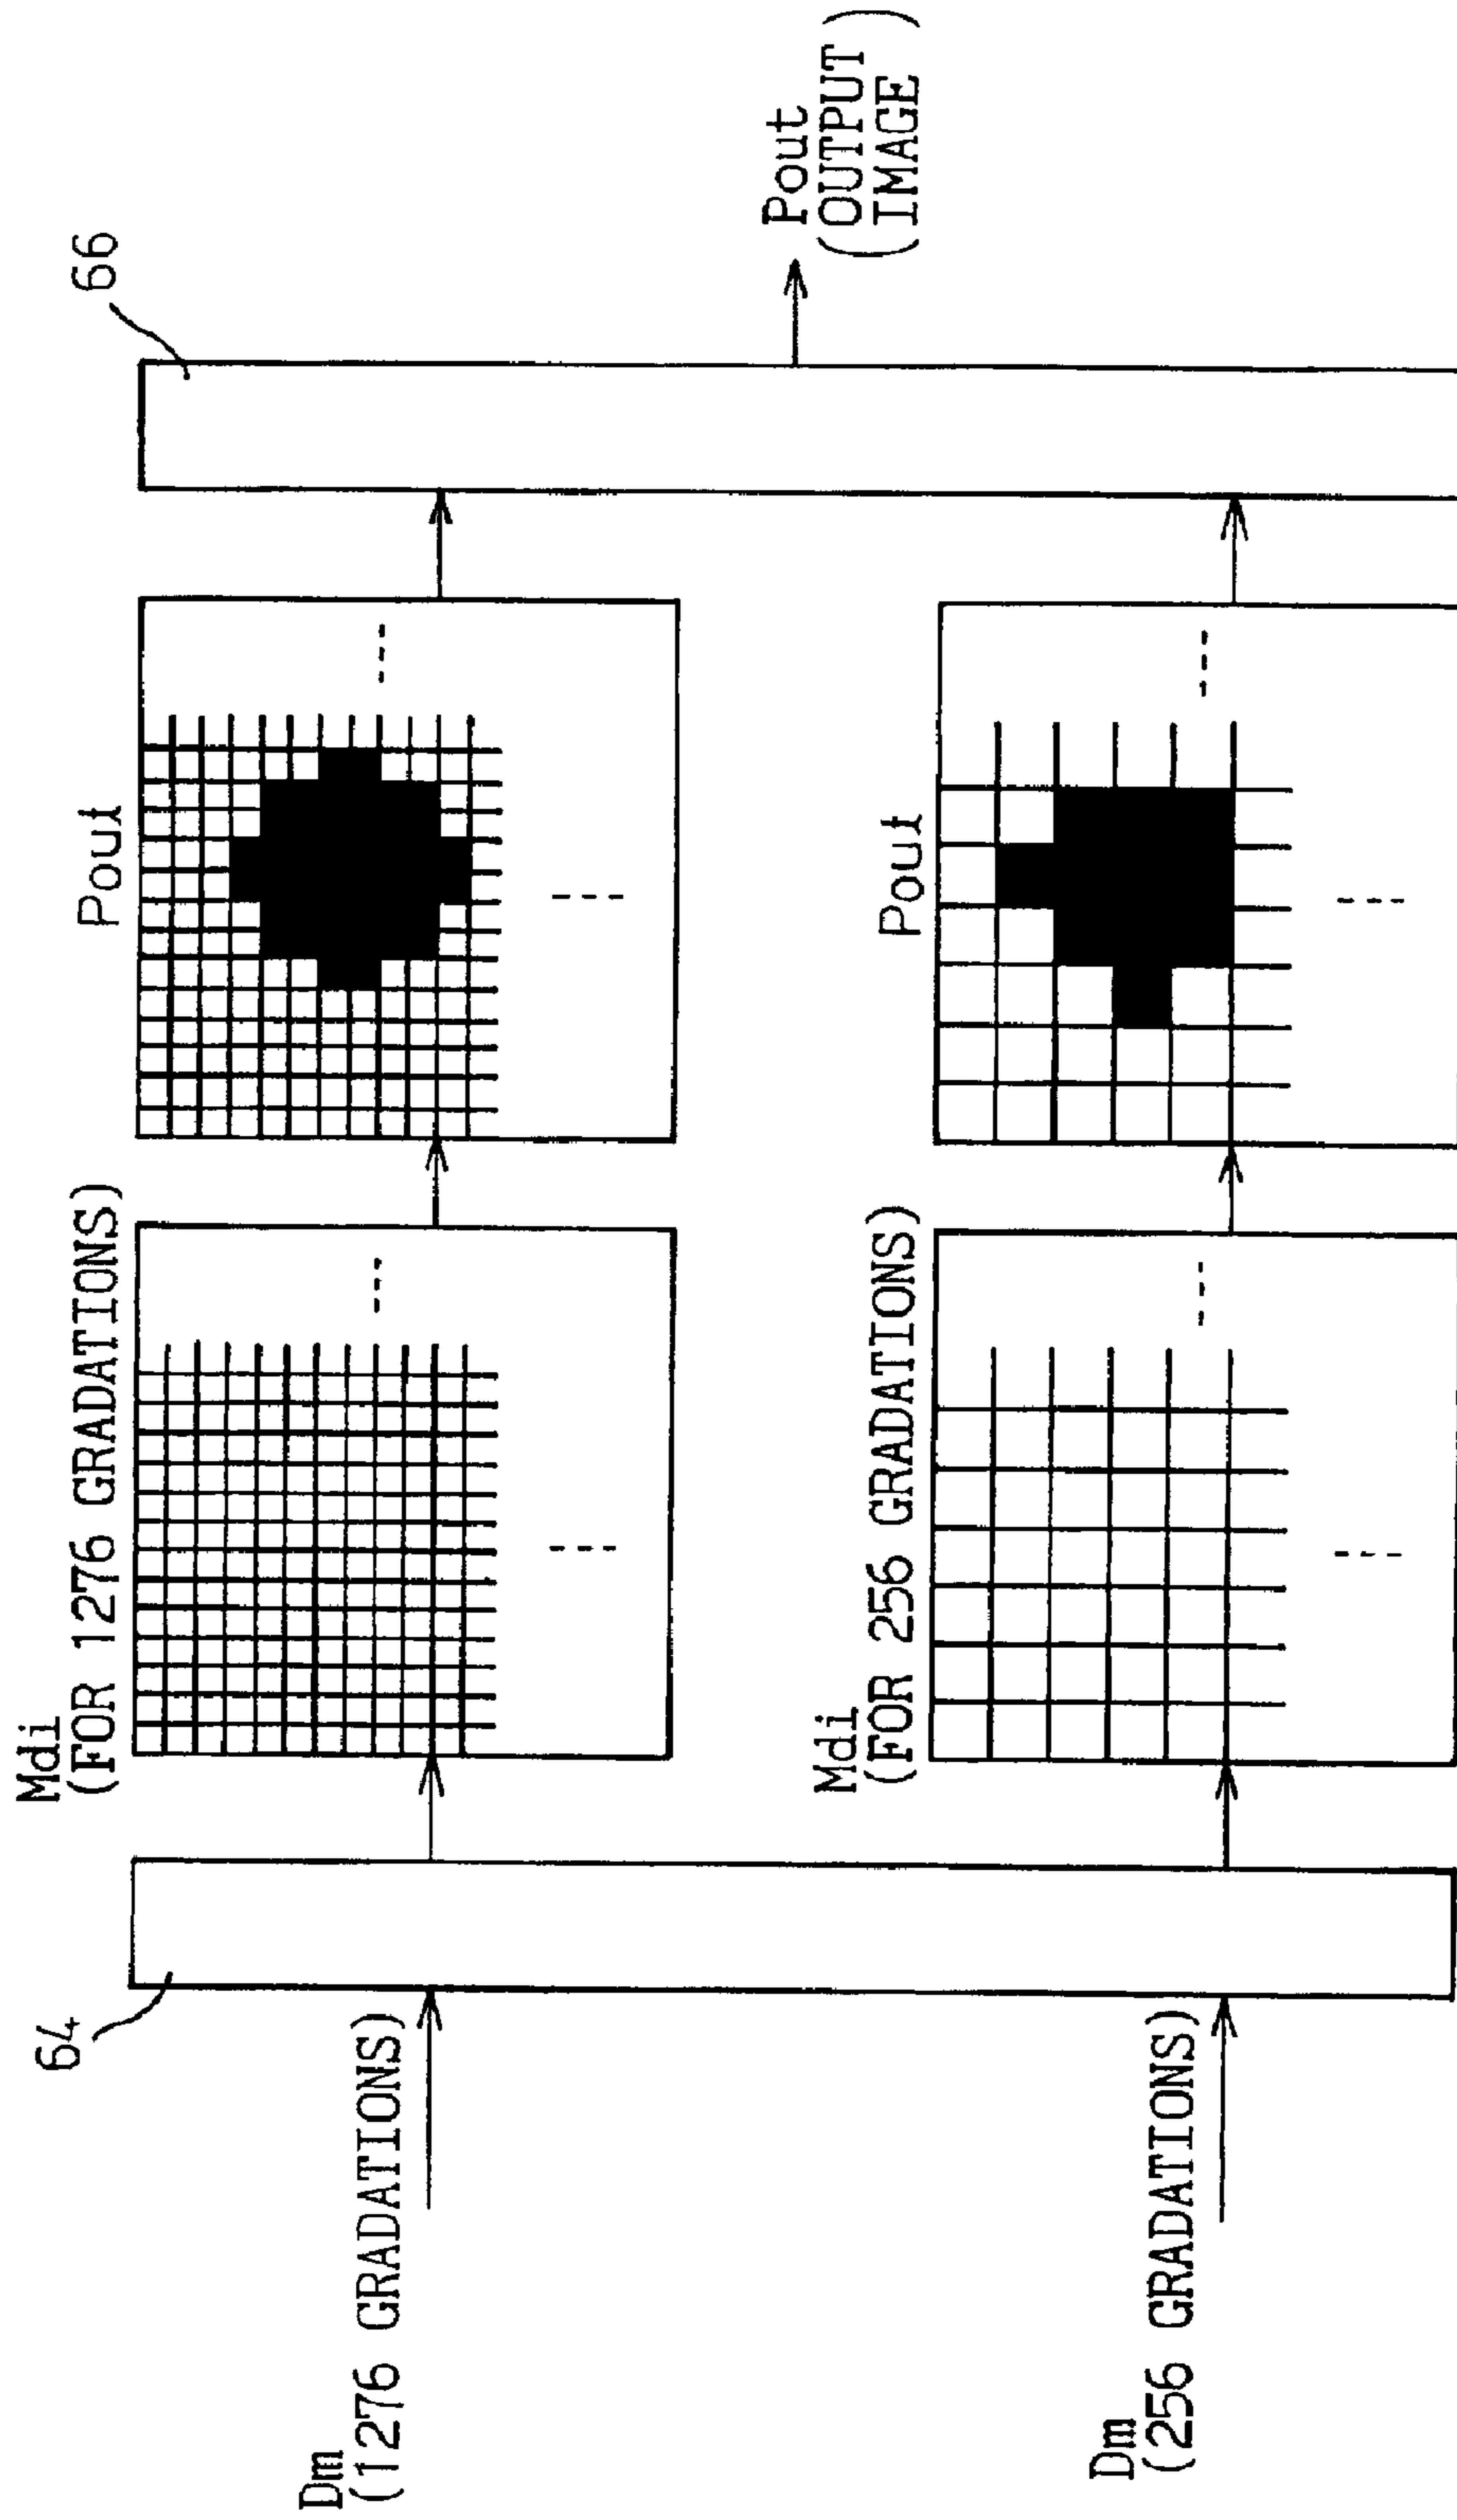 64
Dm
(1276 GRADATIONS)
Mdi
(FOR 1276 GRADATIONS)
Pout
66
Dm
(256 GRADATIONS)
Mdi
(FOR 256 GRADATIONS)
Pout
Pout
(OUTPUT)
(IMAGE)